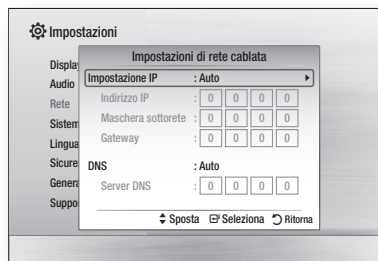 Impostazioni
Impostazioni di rete cablata
Display
Audio
Rete
Sistem
Lingua
Sicure
Genera
Suppo
Impostazione IP : Auto
Indirizzo IP : 0 0 0 0
Maschera sottorete : 0 0 0 0
Gateway : 0 0 0 0
DNS : Auto
Server DNS : 0 0 0 0
Sposta Seleziona Ritorna